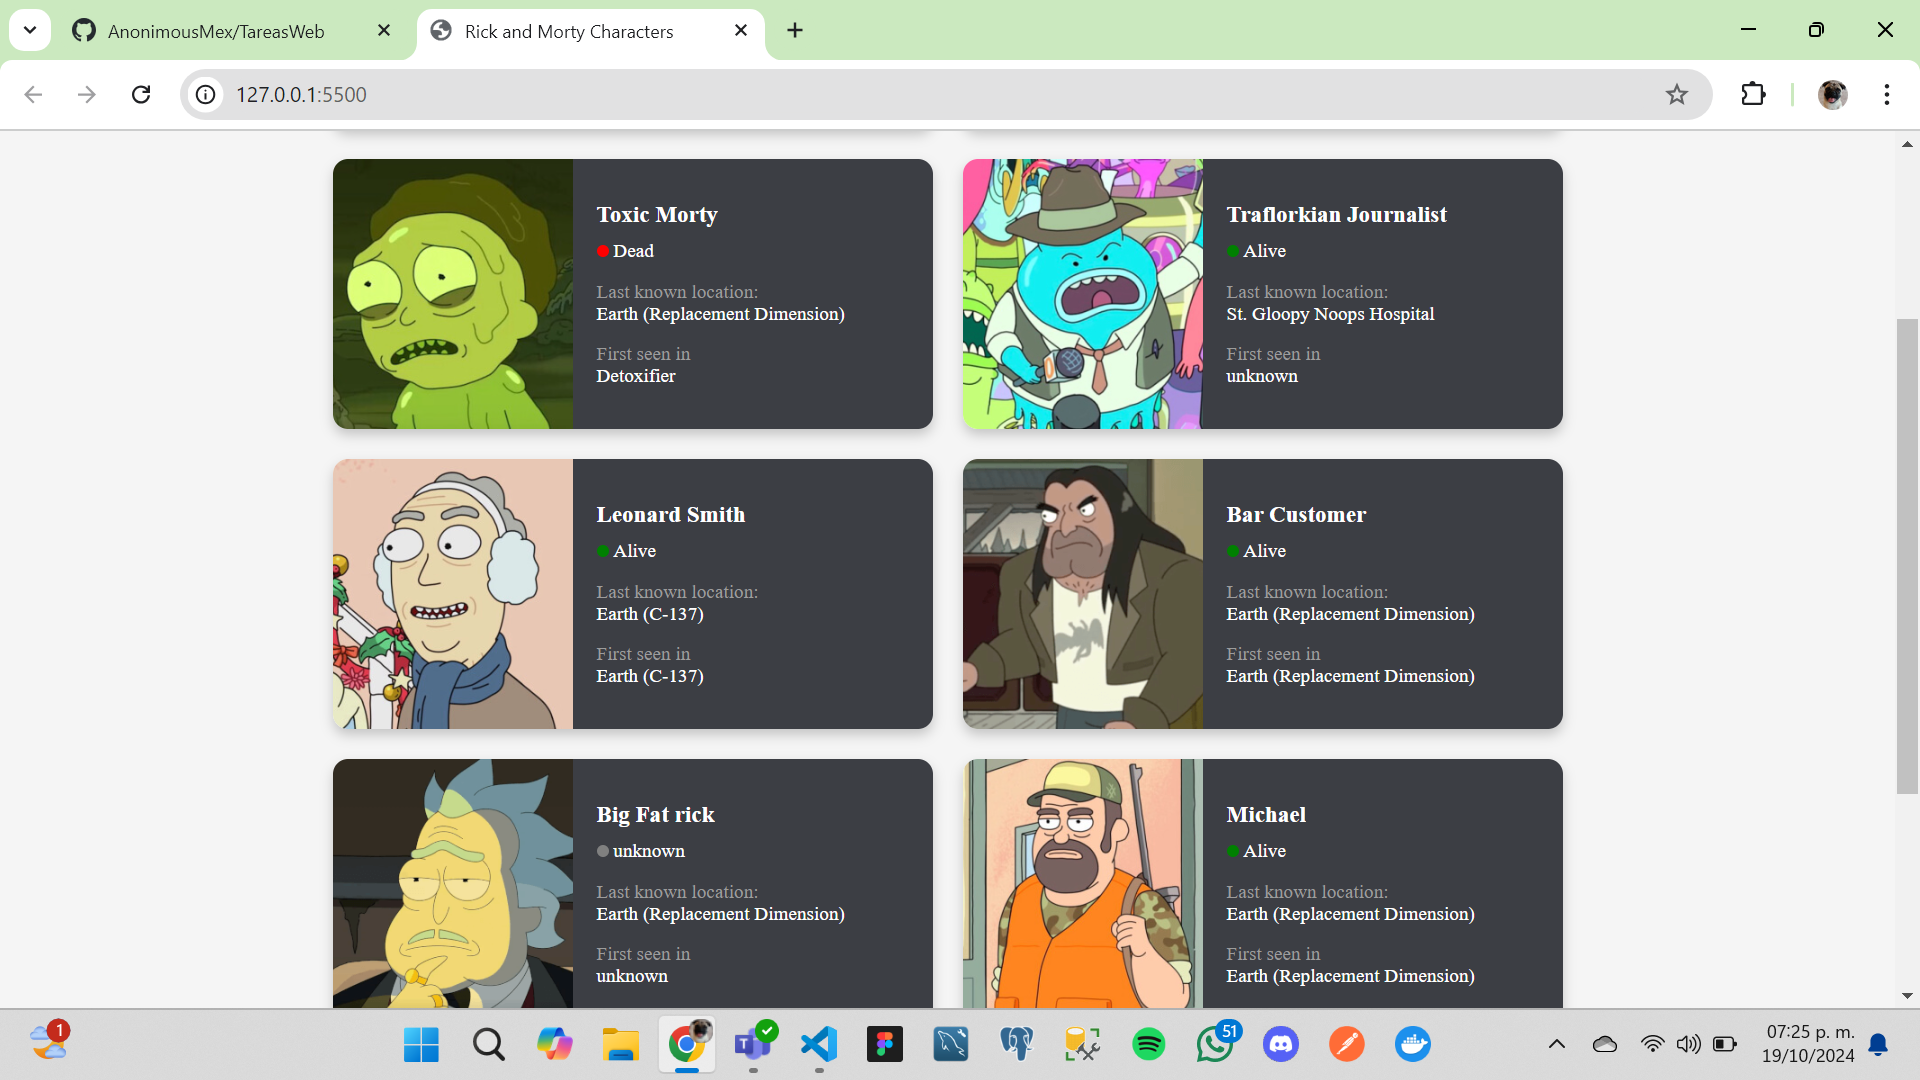 AnonimousMex/TareasWeb
Rick and Morty Characters
127.0.0.1:5500
Toxic Morty
Dead
Last known location:
Earth (Replacement Dimension)
First seen in
Detoxifier
Traflorkian Journalist
Alive
Last known location:
St. Gloopy Noops Hospital
First seen in
unknown
Leonard Smith
Alive
Last known location:
Earth (C-137)
First seen in
Earth (C-137)
Bar Customer
Alive
Last known location:
Earth (Replacement Dimension)
First seen in
Earth (Replacement Dimension)
Big Fat rick
unknown
Last known location:
Earth (Replacement Dimension)
First seen in
unknown
Michael
Alive
Last known location:
Earth (Replacement Dimension)
First seen in
Earth (Replacement Dimension)
1
51
07:25 p. m.
19/10/2024